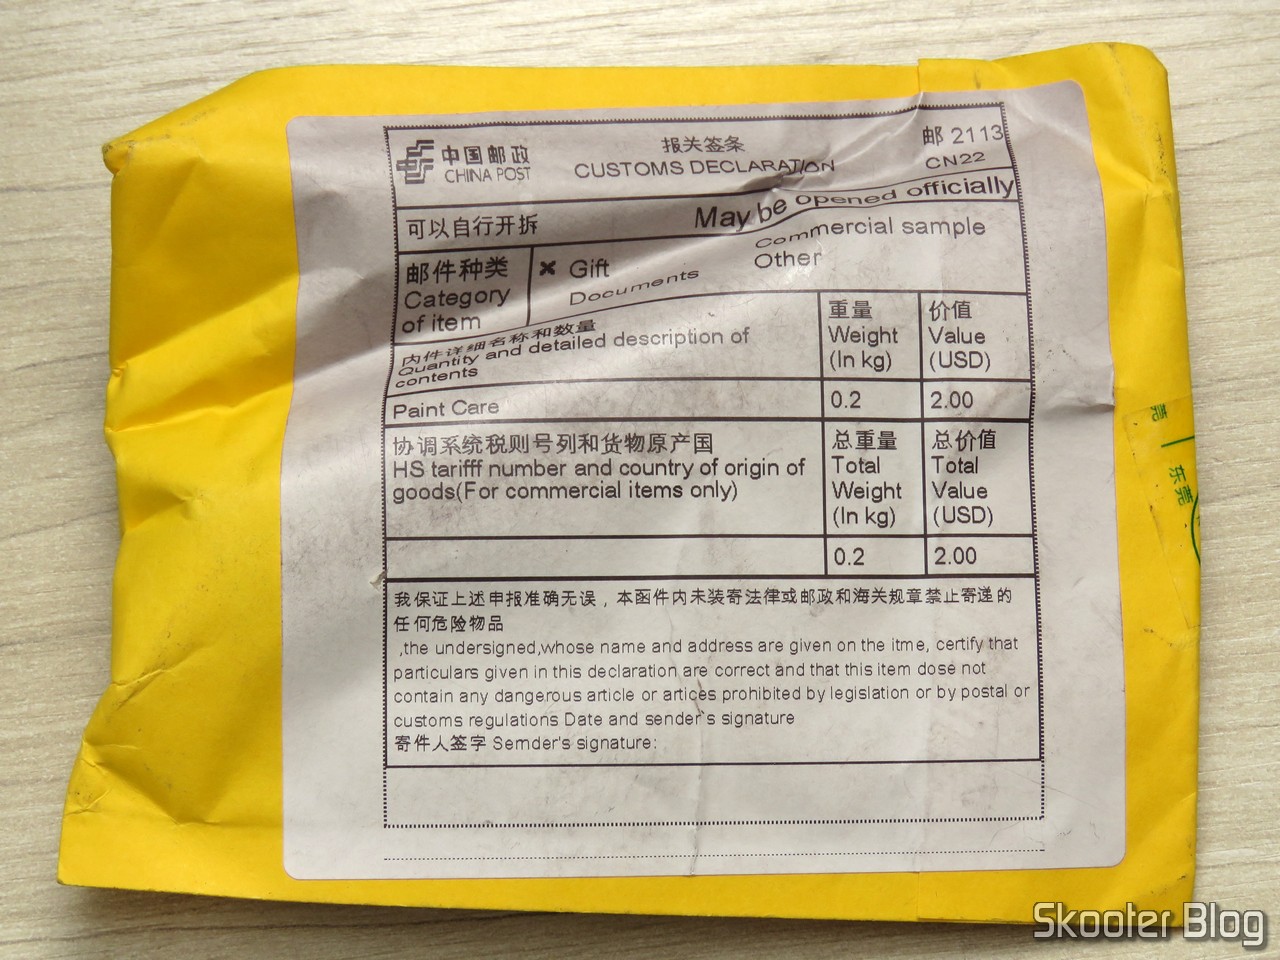 中国邮政
CHINA POST
报关签条
CUSTOMS DECLARATION
邮 2113
CN22
可以自行开拆
May be opened officially
邮件种类
Category
of item
× Gift
Documents
Commercial sample
Other
内件详细名称和数量
Quantity and detailed description of
contents
重量
Weight
(In kg)
价值
Value
(USD)
Paint Care
0.2
2.00
协调系统税则号列和货物原产国
HS tarifff number and country of origin of
goods(For commercial items only)
总重量
Total
Weight
(In kg)
总价值
Total
Value
(USD)
0.2
2.00
我保证上述申报准确无误，本函件内未装寄法律或邮政和海关规章禁止寄递的
任何危险物品
,the undersigned,whose name and address are given on the itme, certify that
particulars given in this declaration are correct and that this item dose not
contain any dangerous article or artices prohibited by legislation or by postal or
customs regulations Date and sender's signature
寄件人签字 Semder's signature:
东莞
Skooter Blog